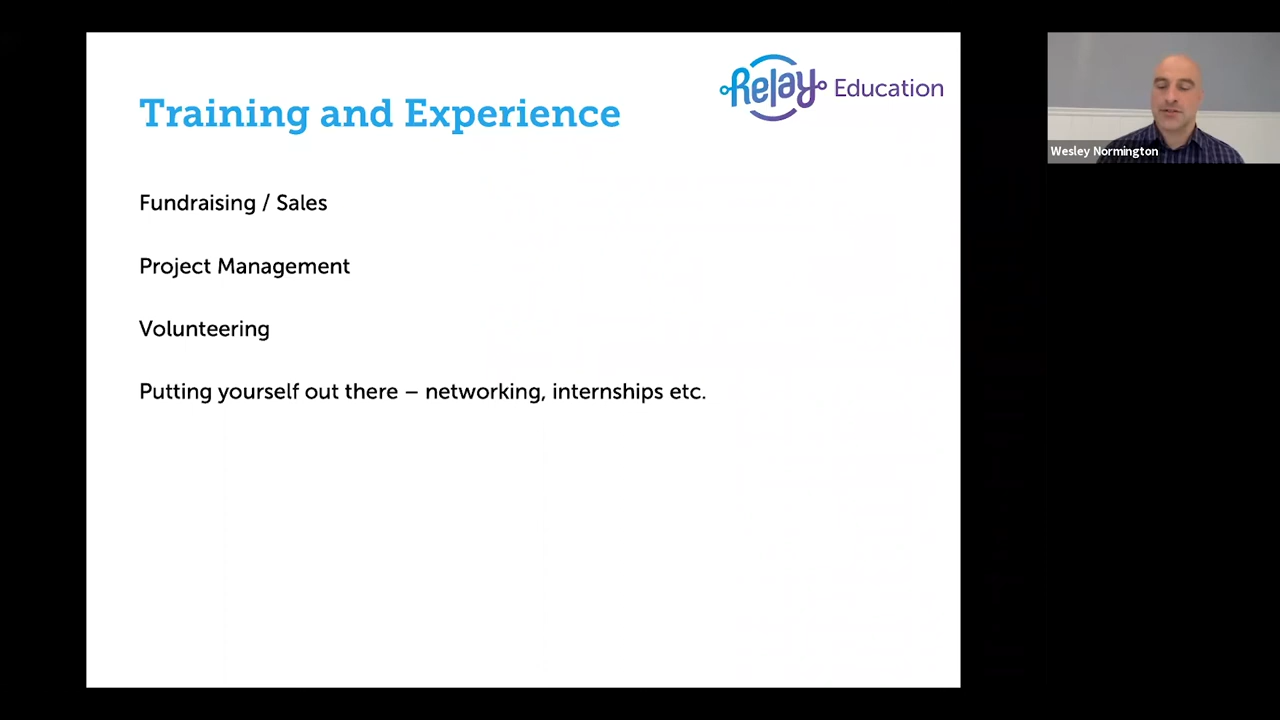 Training and Experience
Relay Education
Fundraising / Sales
Project Management
Volunteering
Putting yourself out there – networking, internships etc.
Wesley Normington